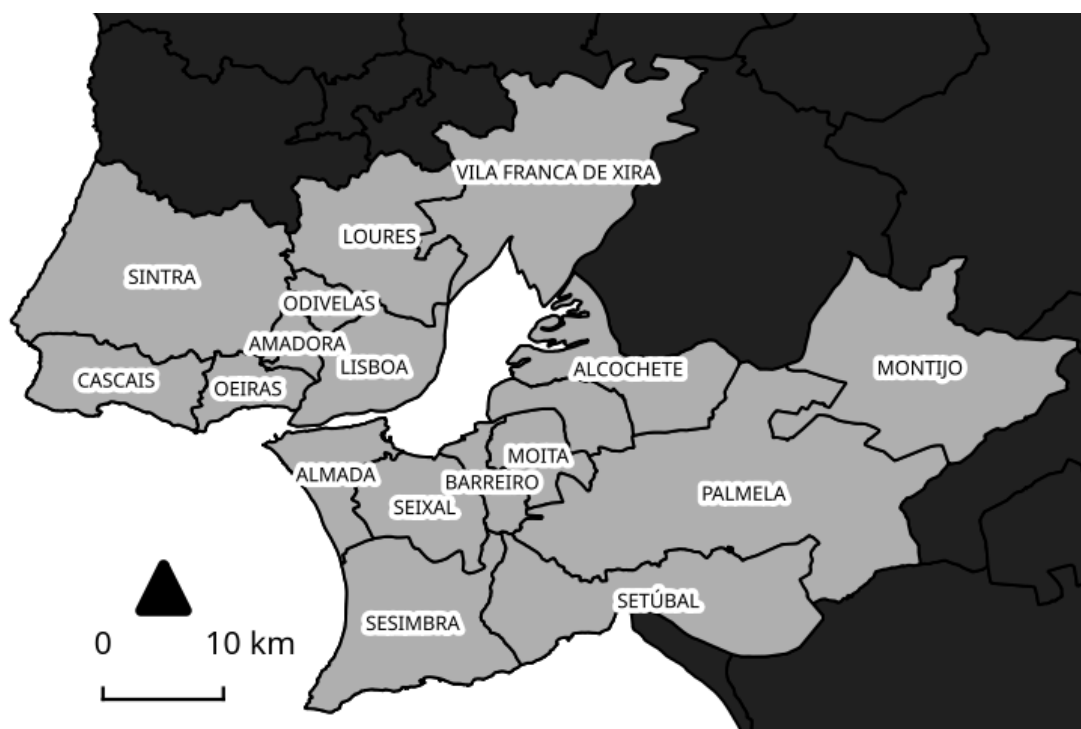 VILA FRANCA DE XIRA
LOURES
SINTRA
ODIVELAS
AMADORA
LISBOA
ALCOCHETE
MONTIJO
CASCAIS
OEIRAS
MOITA
ALMADA
BARREIRO
SEIXAL
PALMELA
SETÚBAL
SESIMBRA
0 10 km